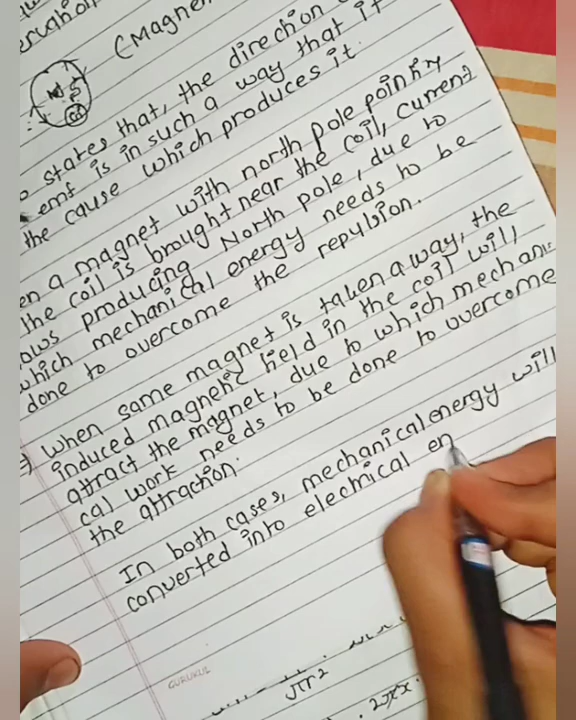 (Magne
states that, the direction
emf is in such a way that it
the cause which produces it.
en a magnet with north pole pointing
the coil is brought near the coil, current
ows producing North pole, due to
which mechanical energy needs to be
done to overcome the repulsion.
When same magnet is taken away, the
induced magnetic field in the coil will
attract the magnet, due to which mechani
cal work needs to be done to overcome
the attraction.
In both cases, mechanical energy will
converted into electrical en
GURUKUL
πr2